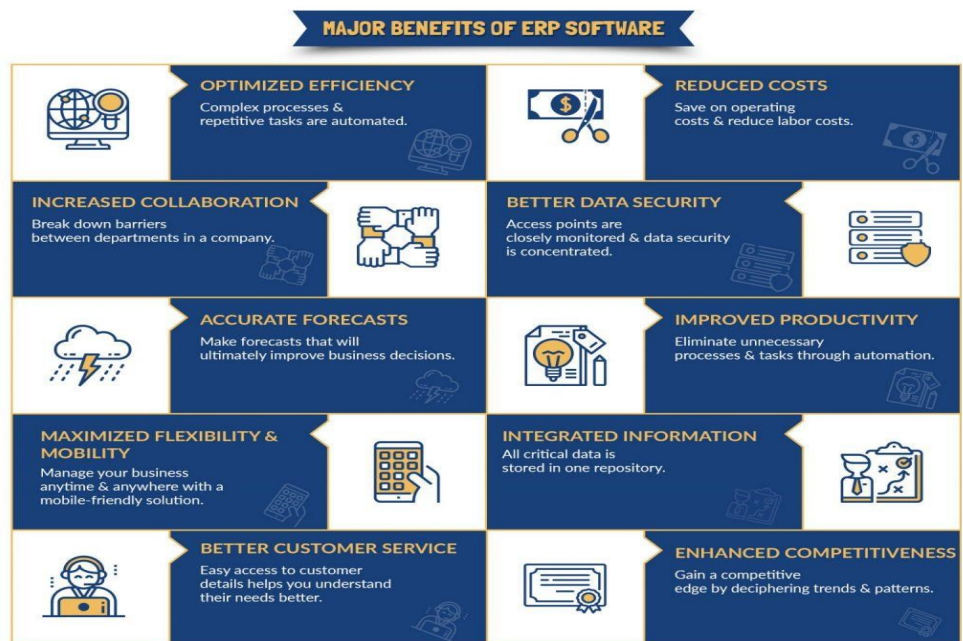 MAJOR BENEFITS OF ERP SOFTWARE
OPTIMIZED EFFICIENCY
Complex processes &
repetitive tasks are automated.
REDUCED COSTS
Save on operating
costs & reduce labor costs.
INCREASED COLLABORATION
Break down barriers
between departments in a company.
BETTER DATA SECURITY
Access points are
closely monitored & data security
is concentrated.
ACCURATE FORECASTS
Make forecasts that will
ultimately improve business decisions.
IMPROVED PRODUCTIVITY
Eliminate unnecessary
processes & tasks through automation.
MAXIMIZED FLEXIBILITY &
MOBILITY
Manage your business
anytime & anywhere with a
mobile-friendly solution.
INTEGRATED INFORMATION
All critical data is
stored in one repository.
BETTER CUSTOMER SERVICE
Easy access to customer
details helps you understand
their needs better.
ENHANCED COMPETITIVENESS
Gain a competitive
edge by deciphering trends & patterns.